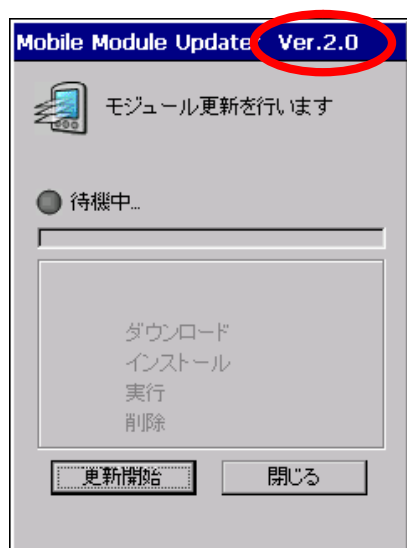 Mobile Module Updater Ver.2.0
モジュール更新を行います
待機中...
ダウンロード
インストール
実行
削除
更新開始
閉じる